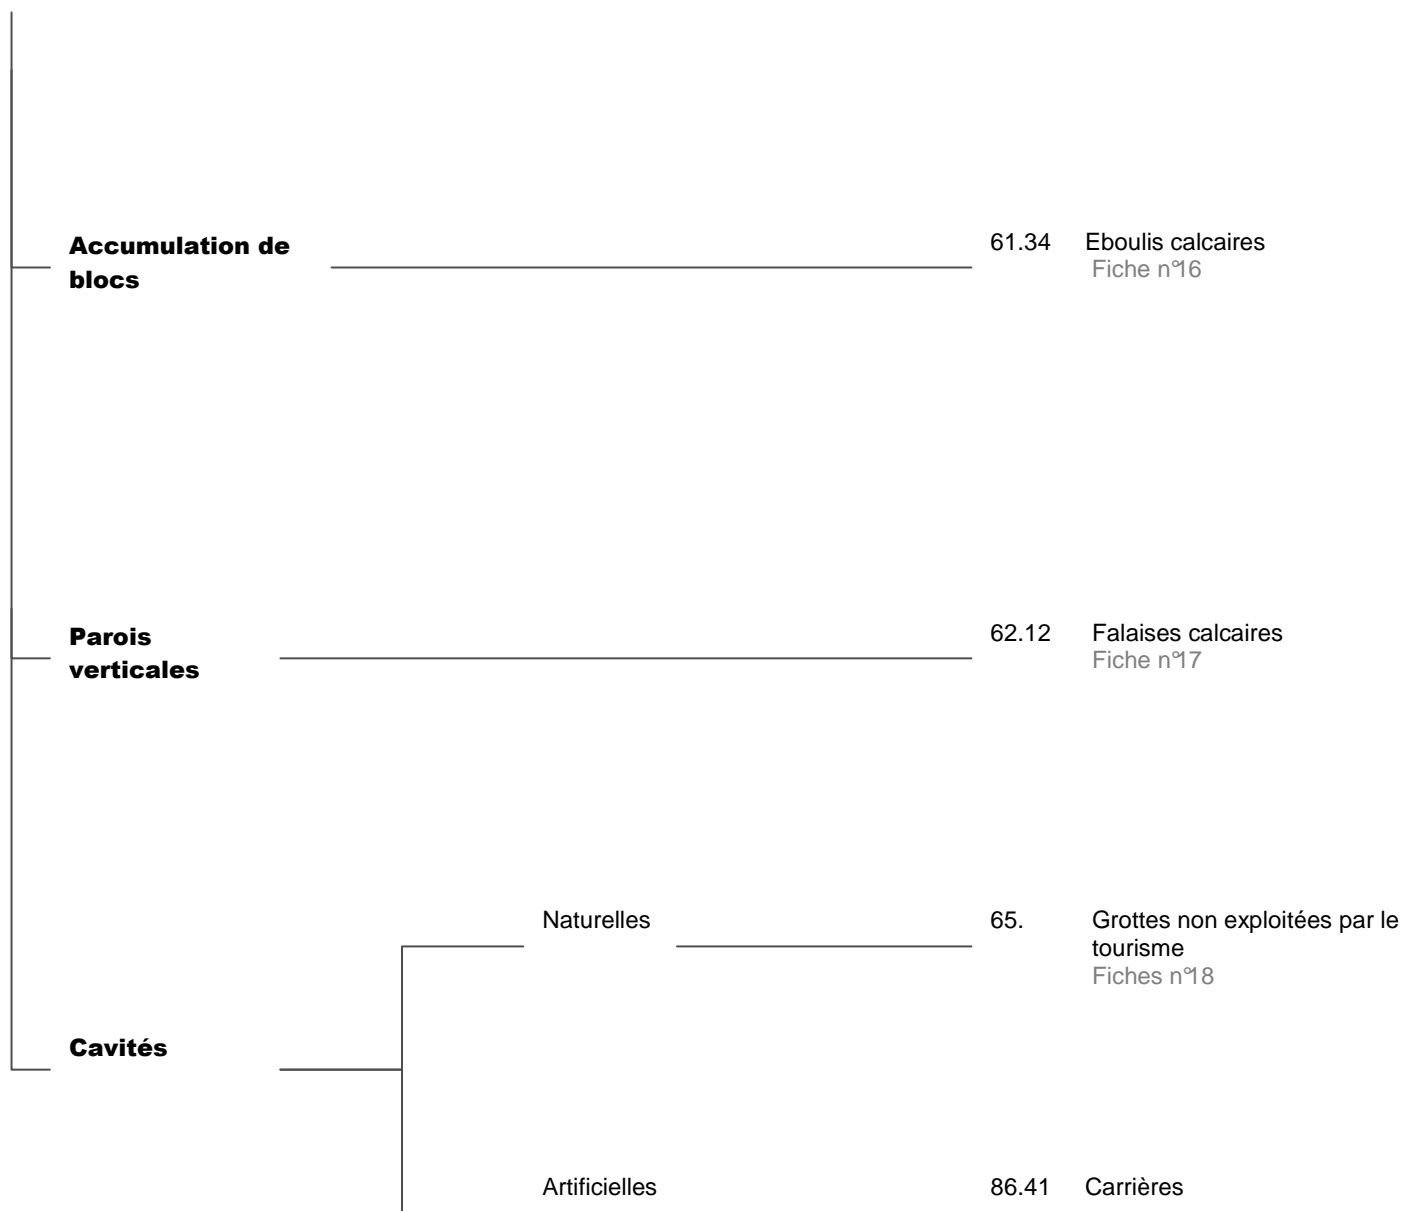 Accumulation de
blocs
61.34 Eboulis calcaires
Fiche n°16
Parois
verticales
62.12 Falaises calcaires
Fiche n°17
Naturelles
65. Grottes non exploitées par le
tourisme
Fiches n°18
Cavités
Artificielles
86.41 Carrières